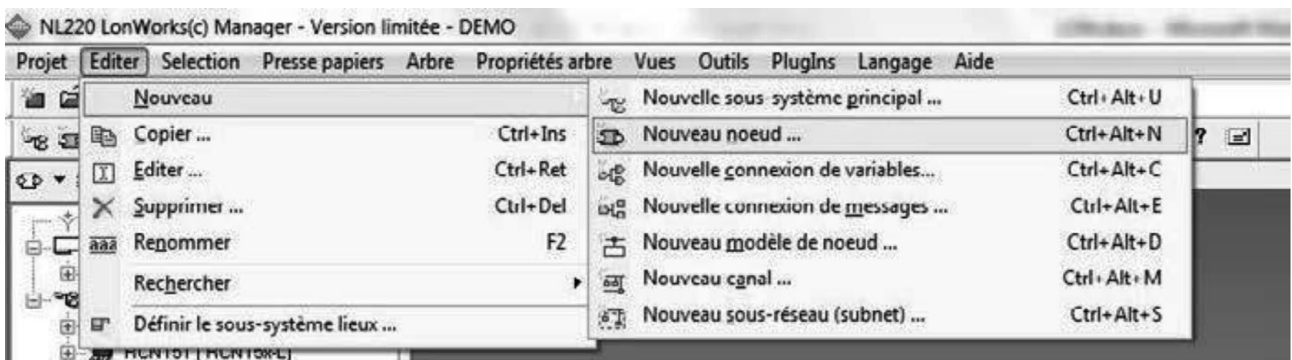 NL220 LonWorks(c) Manager - Version limitée - DEMO
Projet Editer Selection Presse papiers Arbre Propriétés arbre Vues Outils PlugIns Langage Aide
Nouveau
Copier ... Ctrl+Ins
Editer ... Ctrl+Ret
Supprimer ... Ctrl+Del
aaa Renommer F2
Rechercher
Définir le sous-système lieux ...
Nouvelle sous-système principal ... Ctrl+Alt+U
Nouveau noeud ... Ctrl+Alt+N
Nouvelle connexion de variables... Ctrl+Alt+C
Nouvelle connexion de messages ... Ctrl+Alt+E
Nouveau modèle de noeud ... Ctrl+Alt+D
Nouveau canal ... Ctrl+Alt+M
Nouveau sous-réseau (subnet) ... Ctrl+Alt+S
?